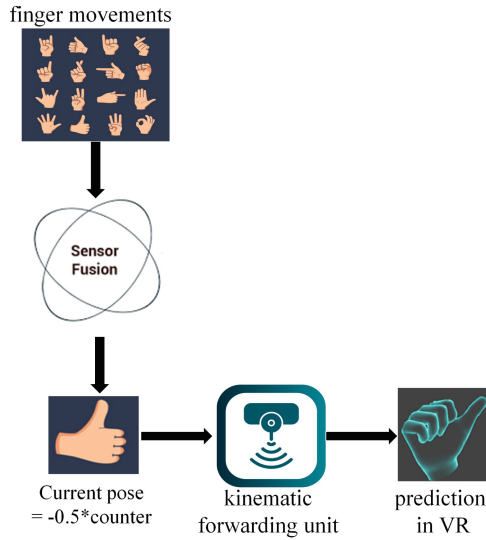 finger movements
Sensor
Fusion
Current pose
= -0.5*counter
kinematic
forwarding unit
prediction
in VR